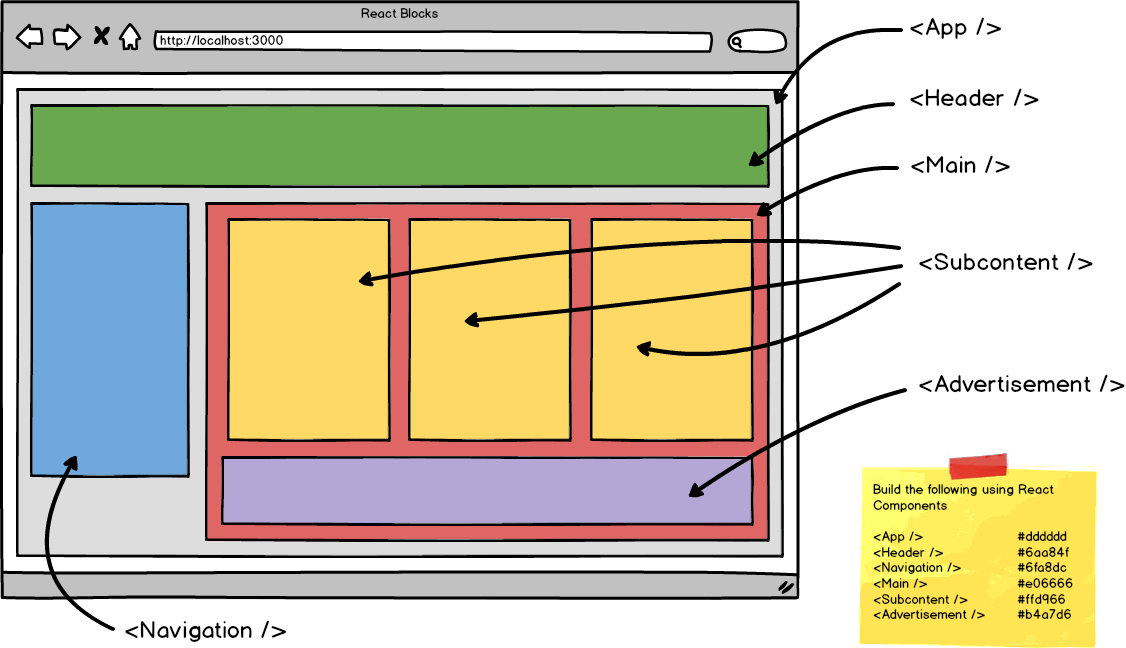 React Blocks
http://localhost:3000
<App />
<Header />
<Main />
<Subcontent />
<Advertisement />
Build the following using React
Components
<App /> #dddddd
<Header /> #6aa84f
<Navigation /> #6fa8dc
<Main /> #e06666
<Subcontent /> #ffd966
<Advertisement /> #b4a7d6
<Navigation />